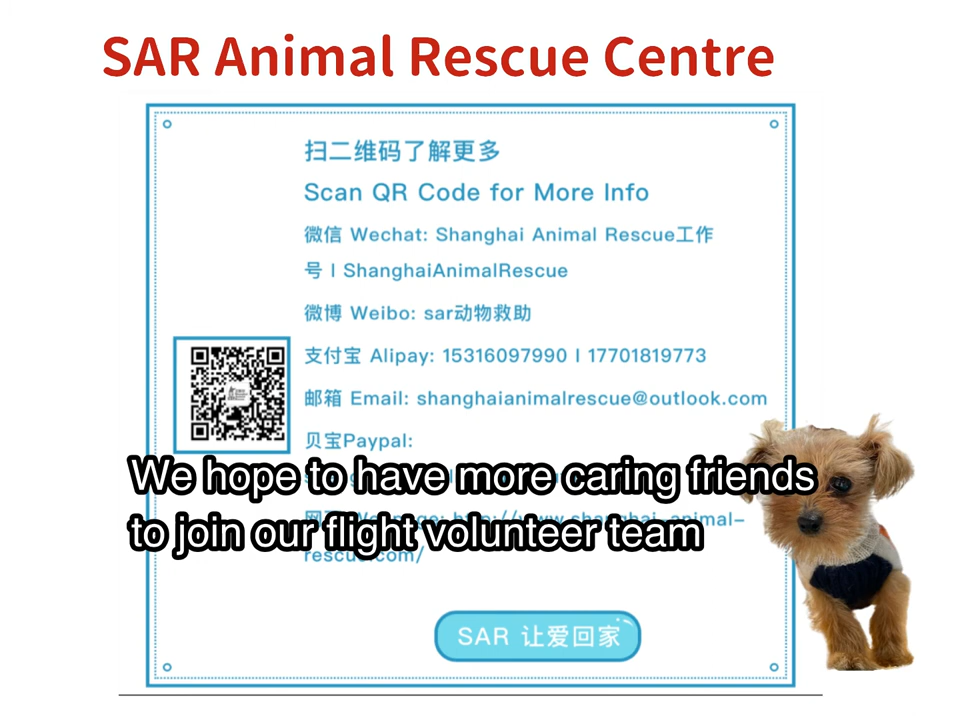 SAR Animal Rescue Centre
扫二维码了解更多
Scan QR Code for More Info
微信 Wechat: Shanghai Animal Rescue工作
号 I ShanghaiAnimalRescue
微博 Weibo: sar动物救助
支付宝 Alipay: 15316097990 I 17701819773
邮箱 Email: shanghaianimalrescue@outlook.com
贝宝Paypal:
We hope to have more caring friends
to join our flight volunteer team
rescue.com/
SAR 让爱回家